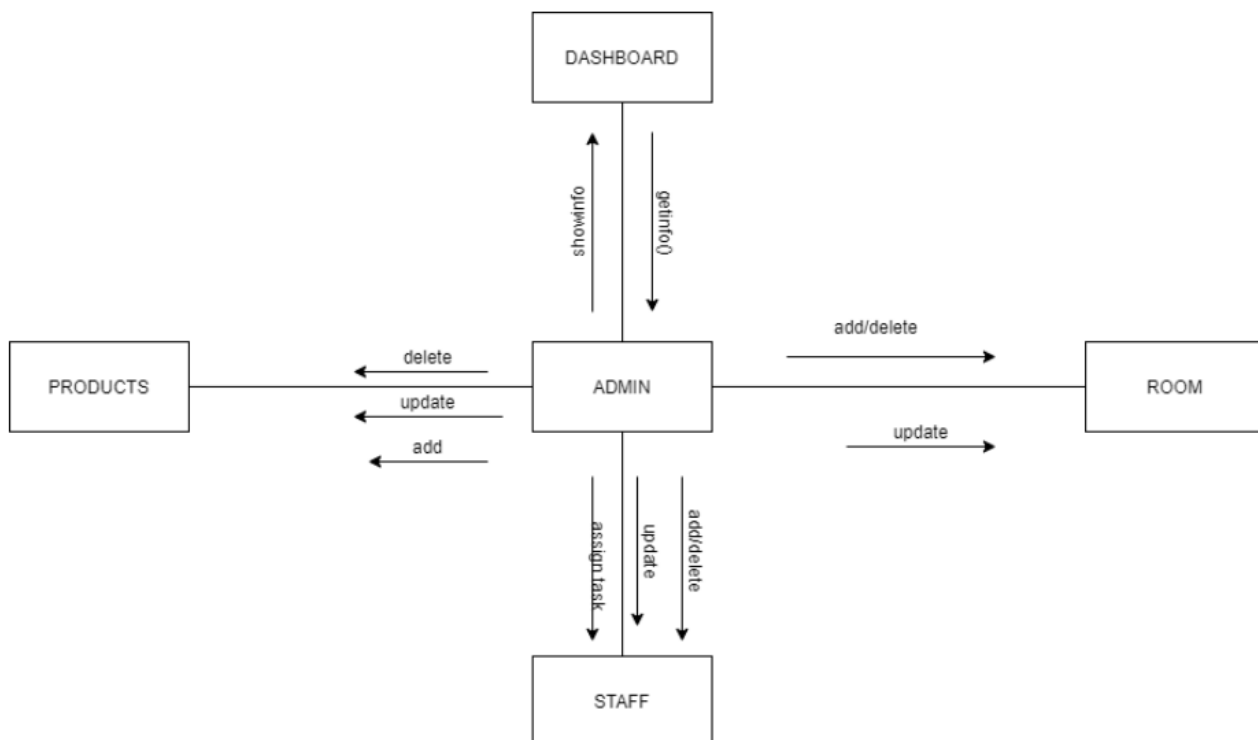 DASHBOARD
showinfo
getinfo()
add/delete
delete
PRODUCTS
ADMIN
ROOM
update
update
add
assign task
update
add/delete
STAFF